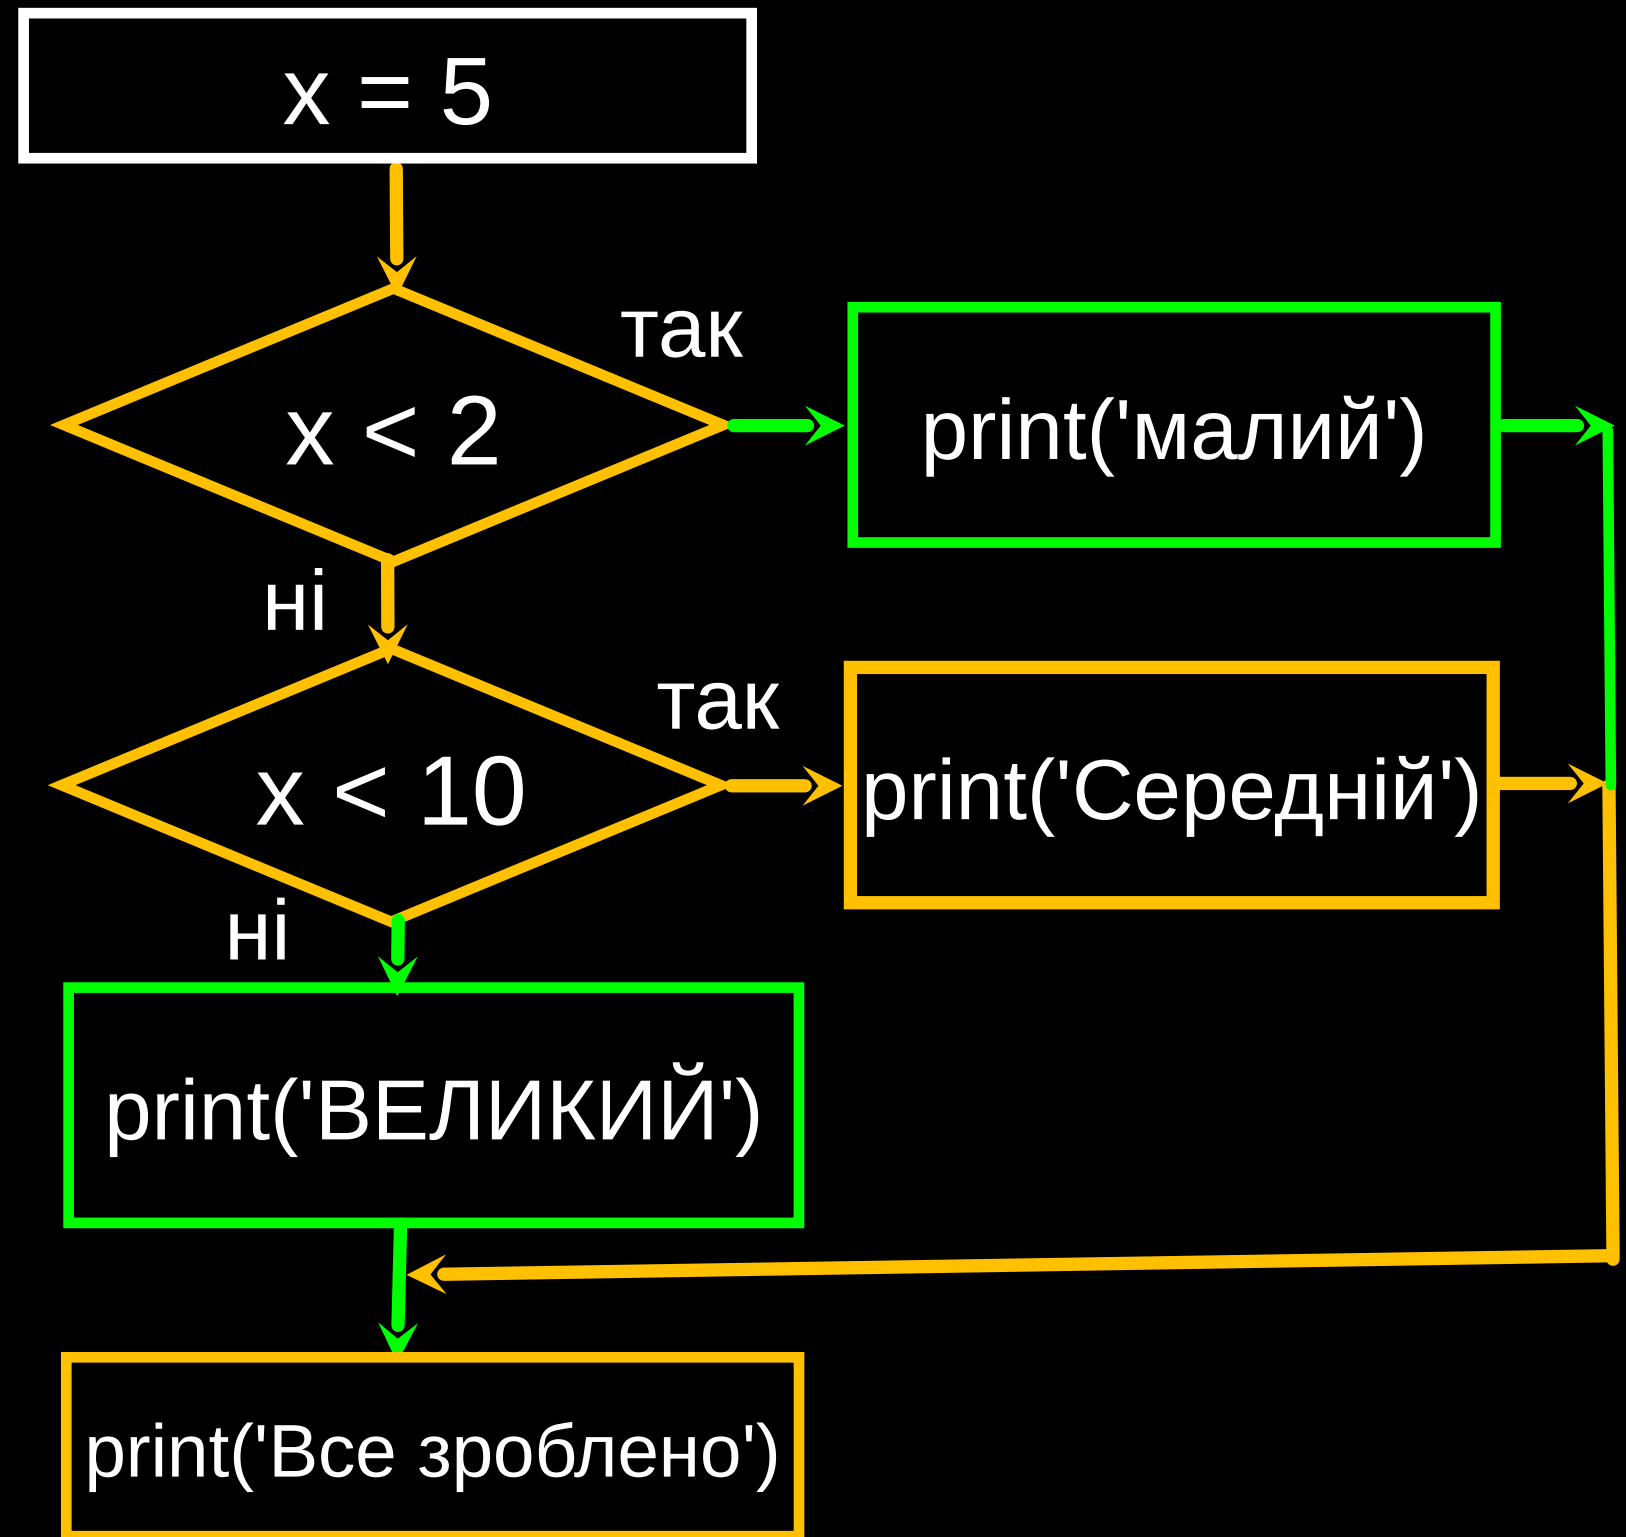 x = 5
так
x < 2
print('малий')
ні
так
x < 10
print('Середній')
ні
print('ВЕЛИКИЙ')
print('Все зроблено')